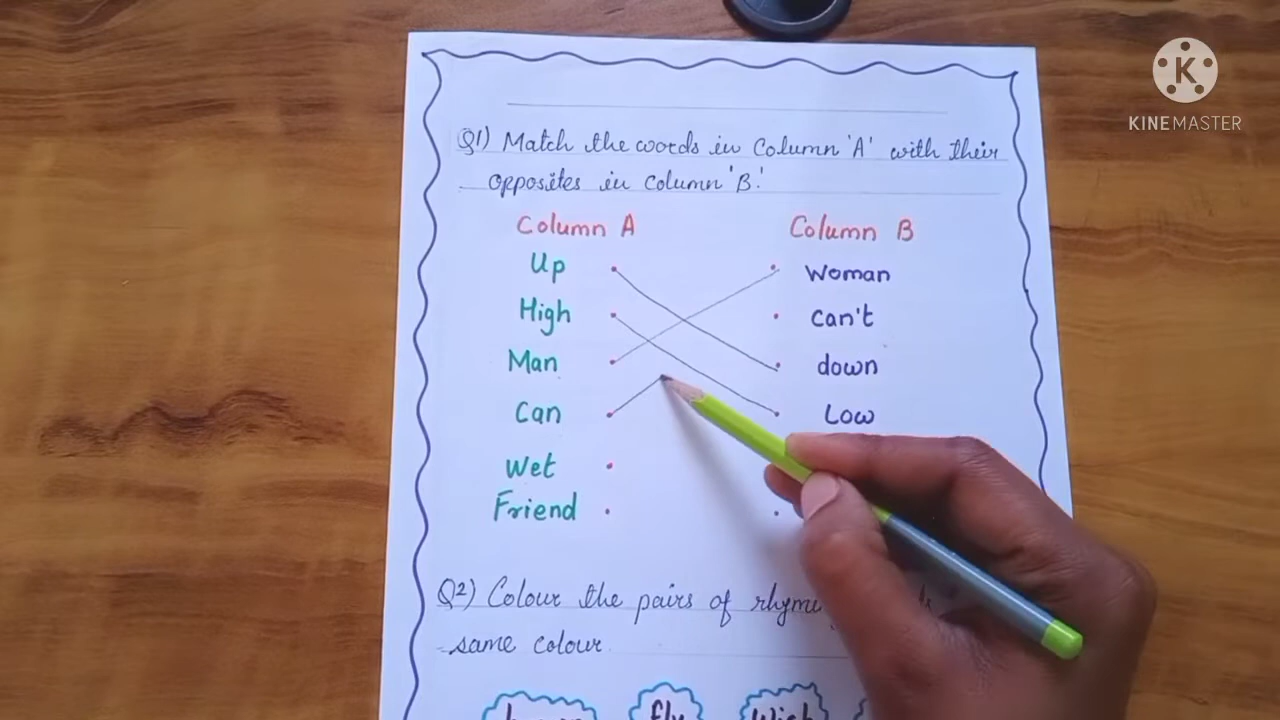 KINEMASTER
Q1) Match the words in Column 'A' with their
opposites in Column 'B'.
Column A Column B
Up Woman
High Can't
Man down
Can Low
Wet
Friend
Q2) Colour the pairs of
same colour
fly